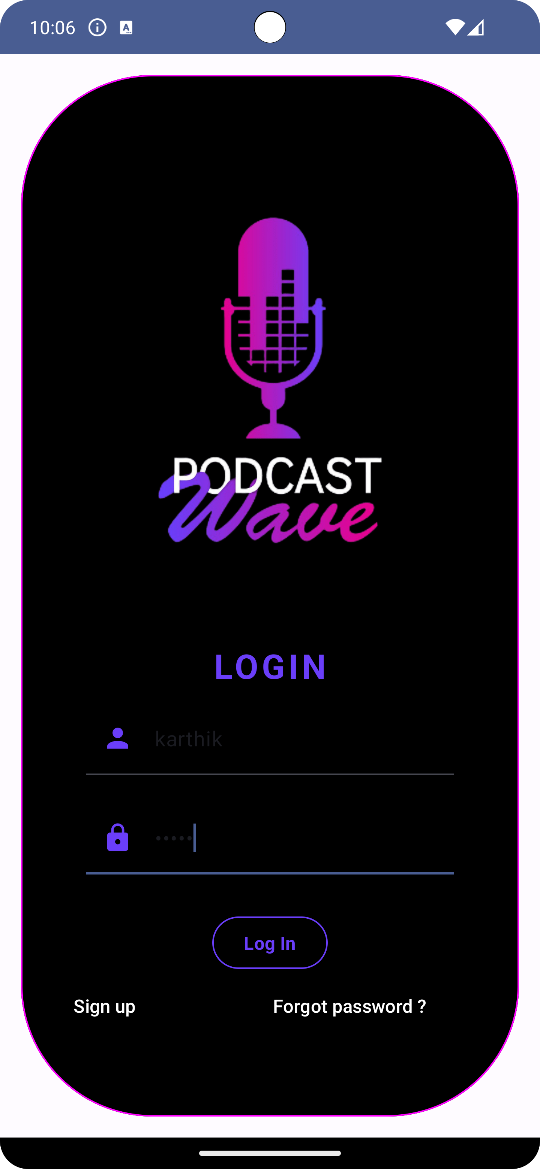 10:06
PODCAST
Wave
LOGIN
karthik
•••••
Log In
Sign up
Forgot password ?